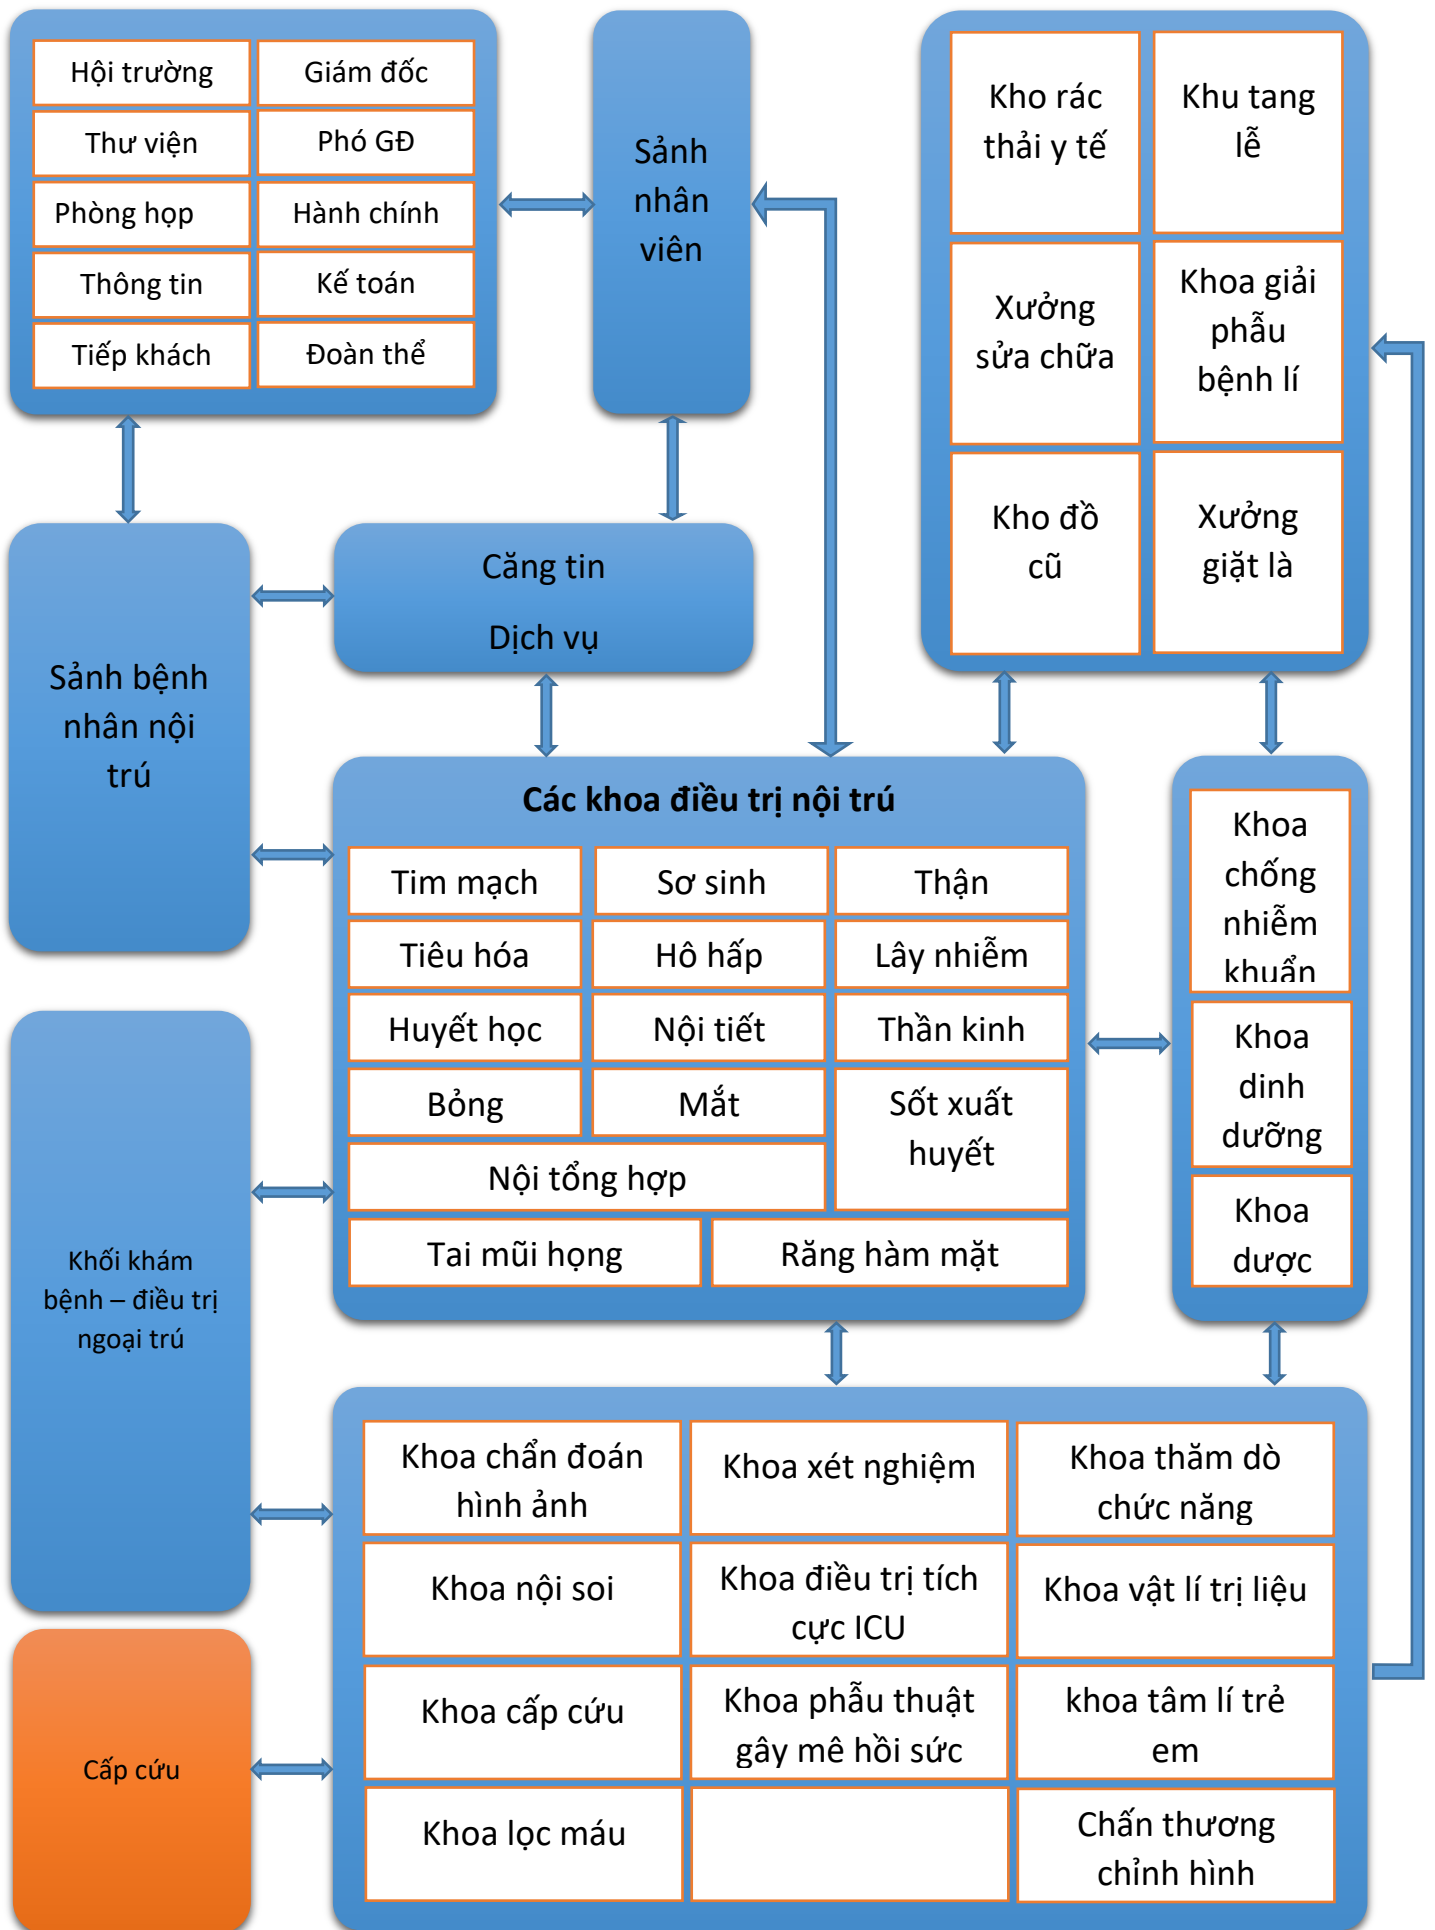 Hội trường
Giám đốc
Thư viện
Phó GĐ
Phòng họp
Hành chính
Thông tin
Kế toán
Tiếp khách
Đoàn thể
Sảnh
nhân
viên
Kho rác
thải y tế
Khu tang
lễ
Xưởng
sửa chữa
Khoa giải
phẫu
bệnh lí
Kho đồ
cũ
Xưởng
giặt là
Sảnh bệnh
nhân nội
trú
Căng tin
Dịch vụ
Các khoa điều trị nội trú
Tim mạch
Sơ sinh
Thận
Tiêu hóa
Hô hấp
Lây nhiễm
Huyết học
Nội tiết
Thần kinh
Bỏng
Mắt
Sốt xuất
huyết
Nội tổng hợp
Tai mũi họng
Răng hàm mặt
Khoa
chống
nhiễm
khuẩn
Khoa
dinh
dưỡng
Khoa
dược
Khối khám
bệnh – điều trị
ngoại trú
Khoa chẩn đoán
hình ảnh
Khoa xét nghiệm
Khoa thăm dò
chức năng
Khoa nội soi
Khoa điều trị tích
cực ICU
Khoa vật lí trị liệu
Khoa cấp cứu
Khoa phẫu thuật
gây mê hồi sức
khoa tâm lí trẻ
em
Khoa lọc máu
Chấn thương
chỉnh hình
Cấp cứu